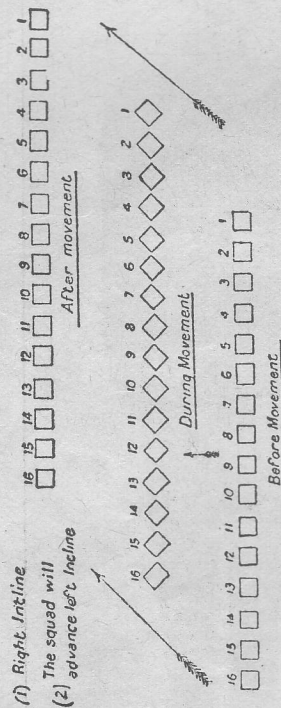 (1) Right Intline
(2) The squad will
advance left Incline
16 15 14 13 12 11 10 9 8 7 6 5 4 3 2 1
After movement
16 15 14 13 12 11 10 9 8 7 6 5 4 3 2 1
During Movement
16 15 14 13 12 11 10 9 8 7 6 5 4 3 2 1
Before Movement